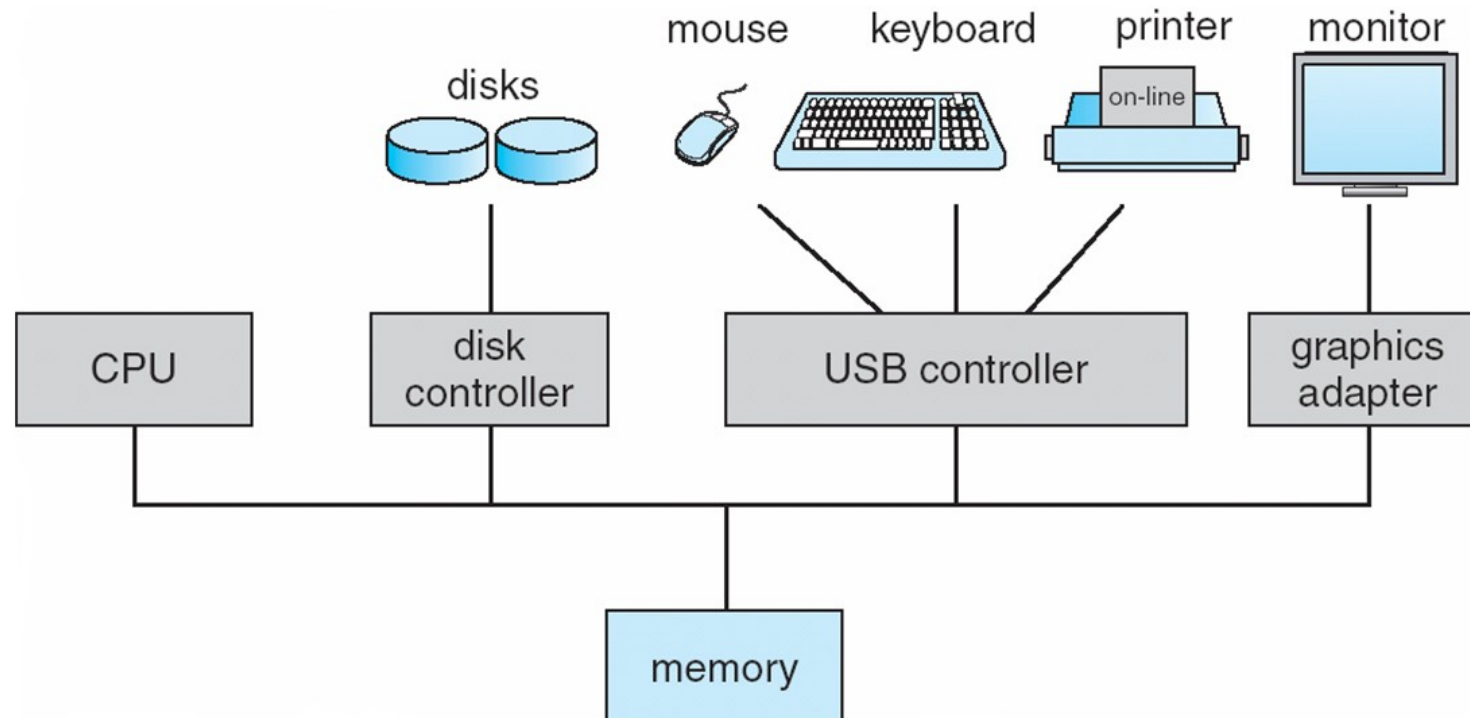 mouse
keyboard
printer
monitor
disks
on-line
CPU
disk
controller
USB controller
graphics
adapter
memory